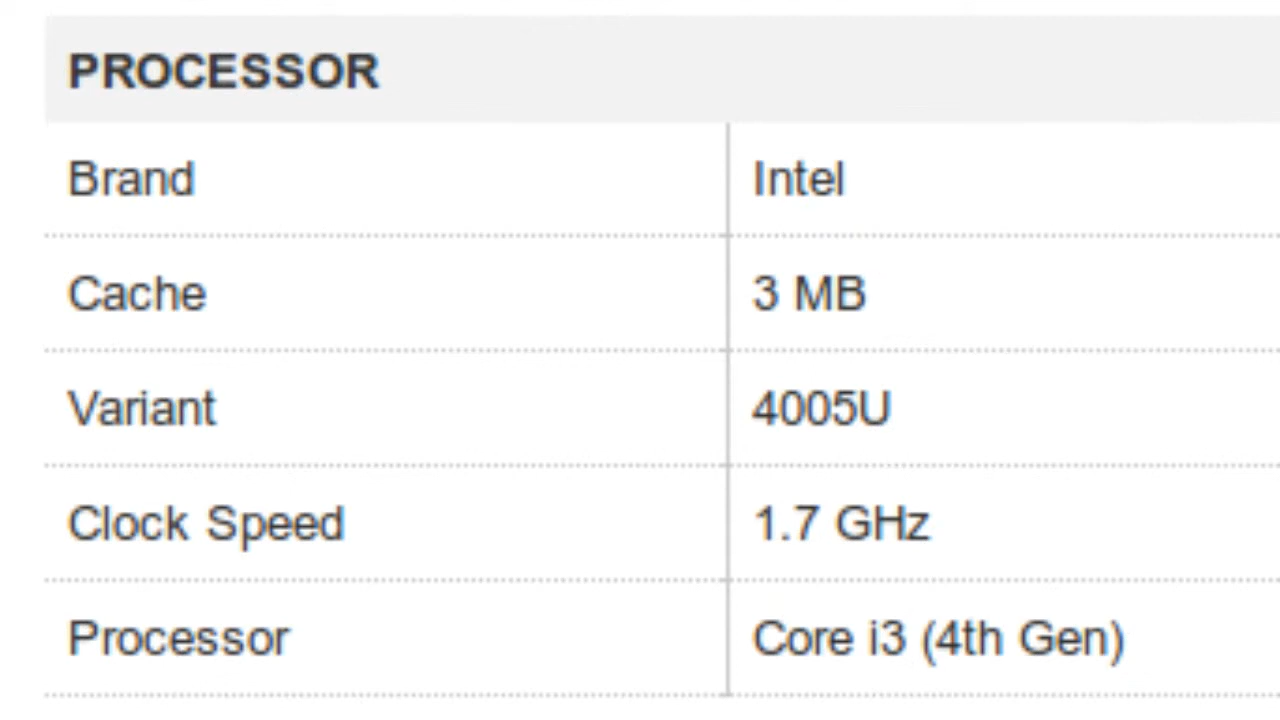 PROCESSOR
Brand Intel
Cache 3 MB
Variant 4005U
Clock Speed 1.7 GHz
Processor Core i3 (4th Gen)